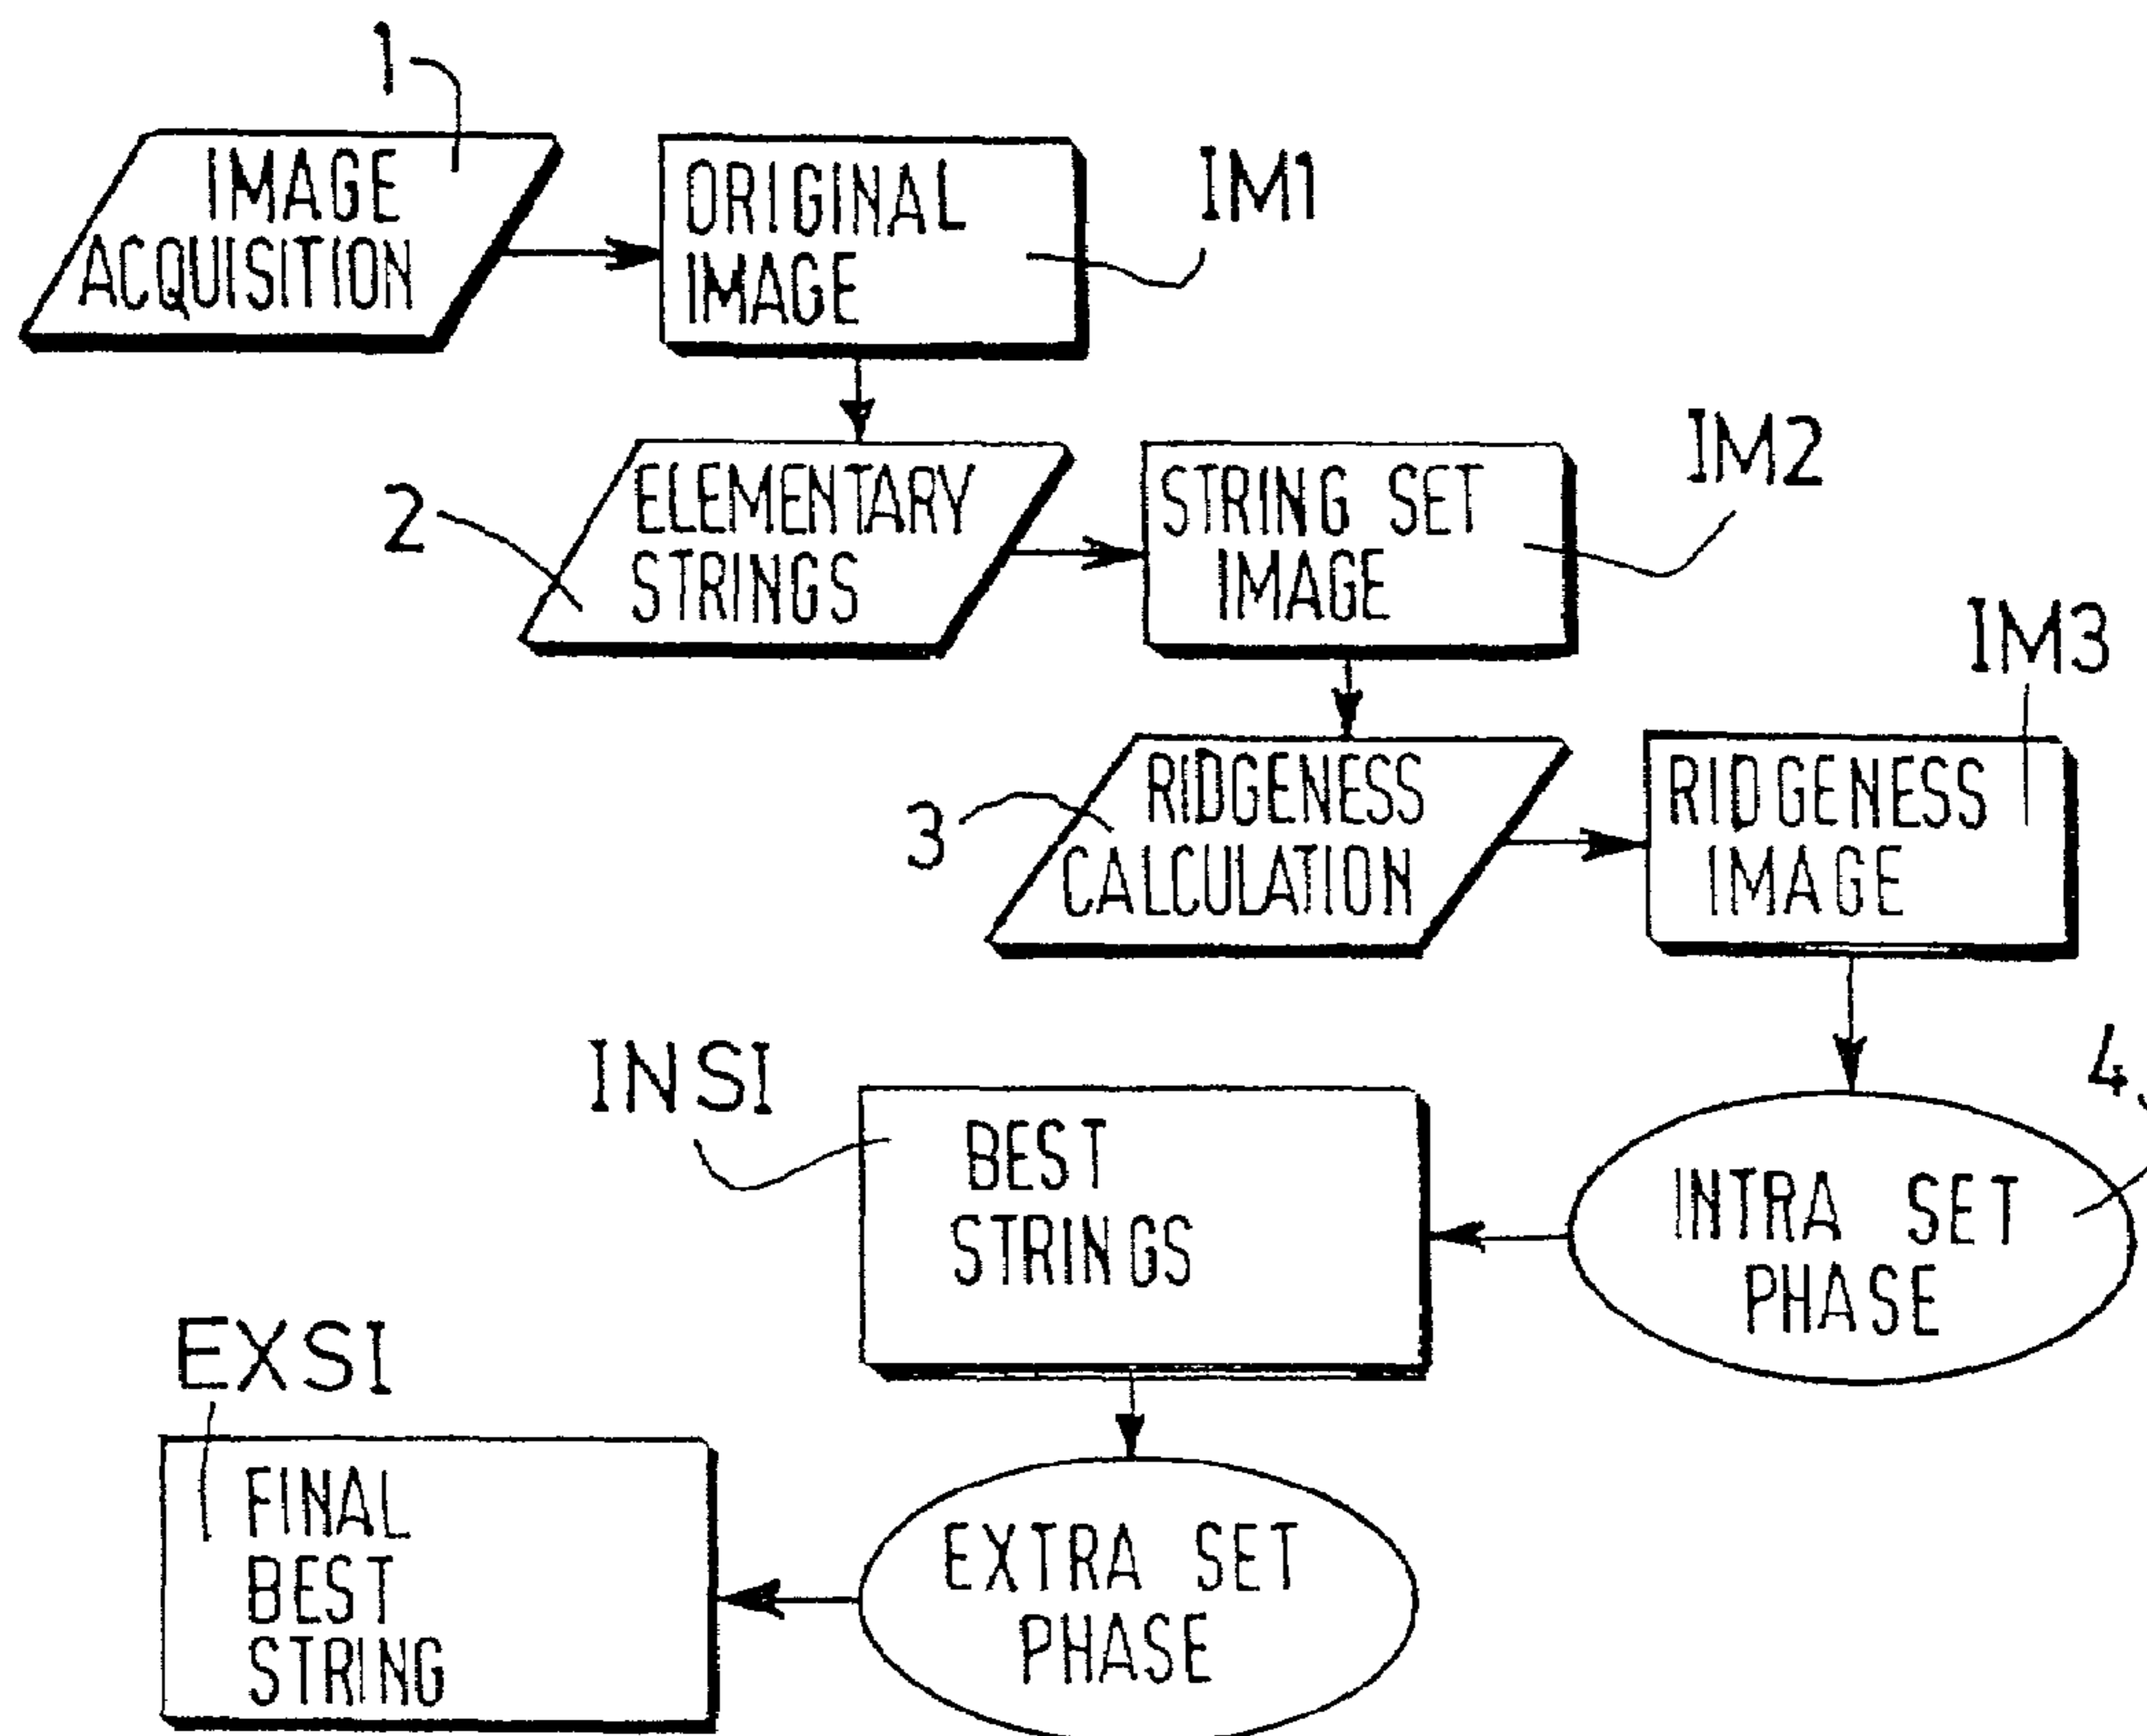 1
IMAGE
ACQUISITION
ORIGINAL
IMAGE
IM1
2
ELEMENTARY
STRINGS
STRING SET
IMAGE
IM2
3
RIDGENESS
CALCULATION
RIDGENESS
IMAGE
IM3
4
INTRA SET
PHASE
INSI
BEST
STRINGS
EXTRA SET
PHASE
EXSI
FINAL
BEST
STRING